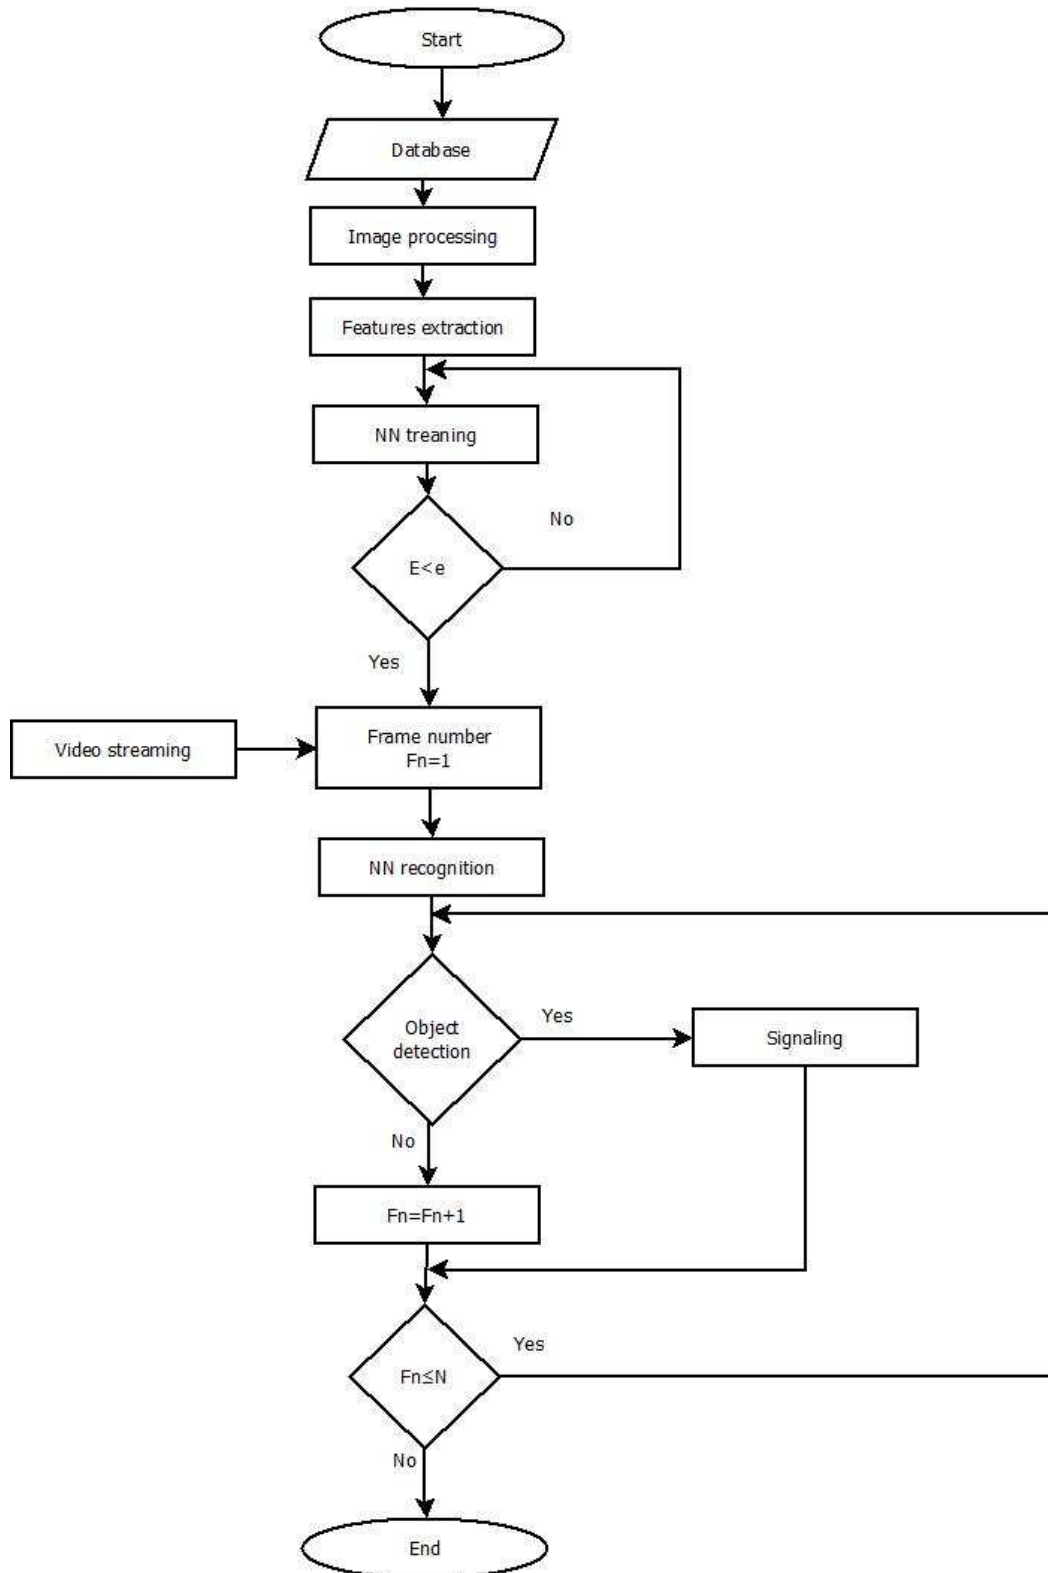 Start
Database
Image processing
Features extraction
NN treaning
No
E<e
Yes
Video streaming
Frame number
Fn=1
NN recognition
Object
detection
Yes
Signaling
No
Fn=Fn+1
Yes
Fn≤N
No
End